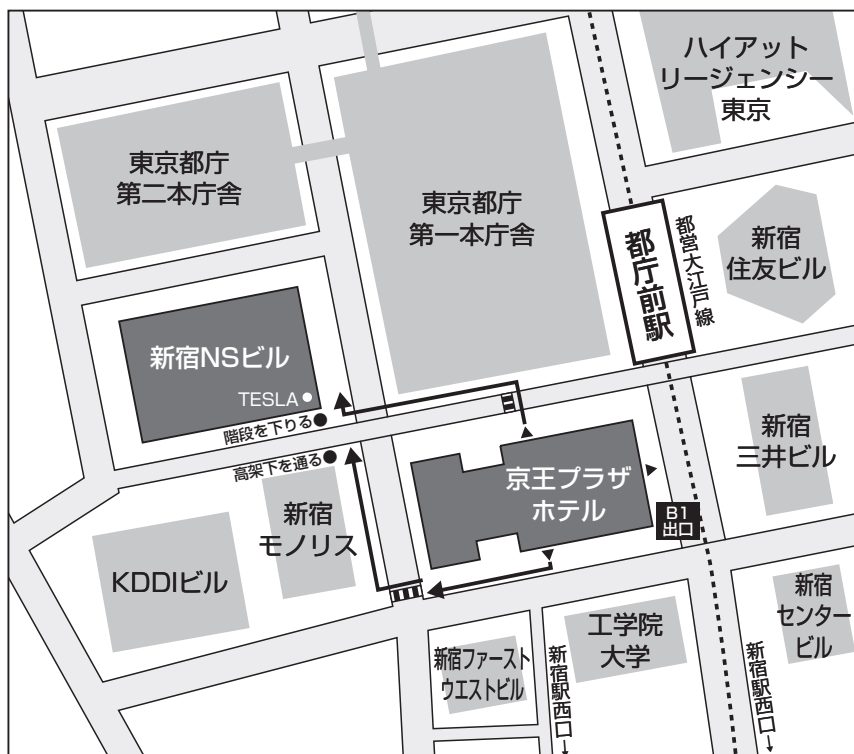 ハイアット
リージェンシー
東京
東京都庁
第二本庁舎
東京都庁
第一本庁舎
都庁前駅
都営大江戸線
新宿
住友ビル
新宿NSビル
TESLA
階段を下りる
高架下を通る
新宿
三井ビル
京王プラザ
ホテル
B1
出口
新宿
モノリス
KDDIビル
新宿ファースト
ウエストビル
新宿駅西口→
工学院
大学
新宿
センター
ビル
新宿駅西口→